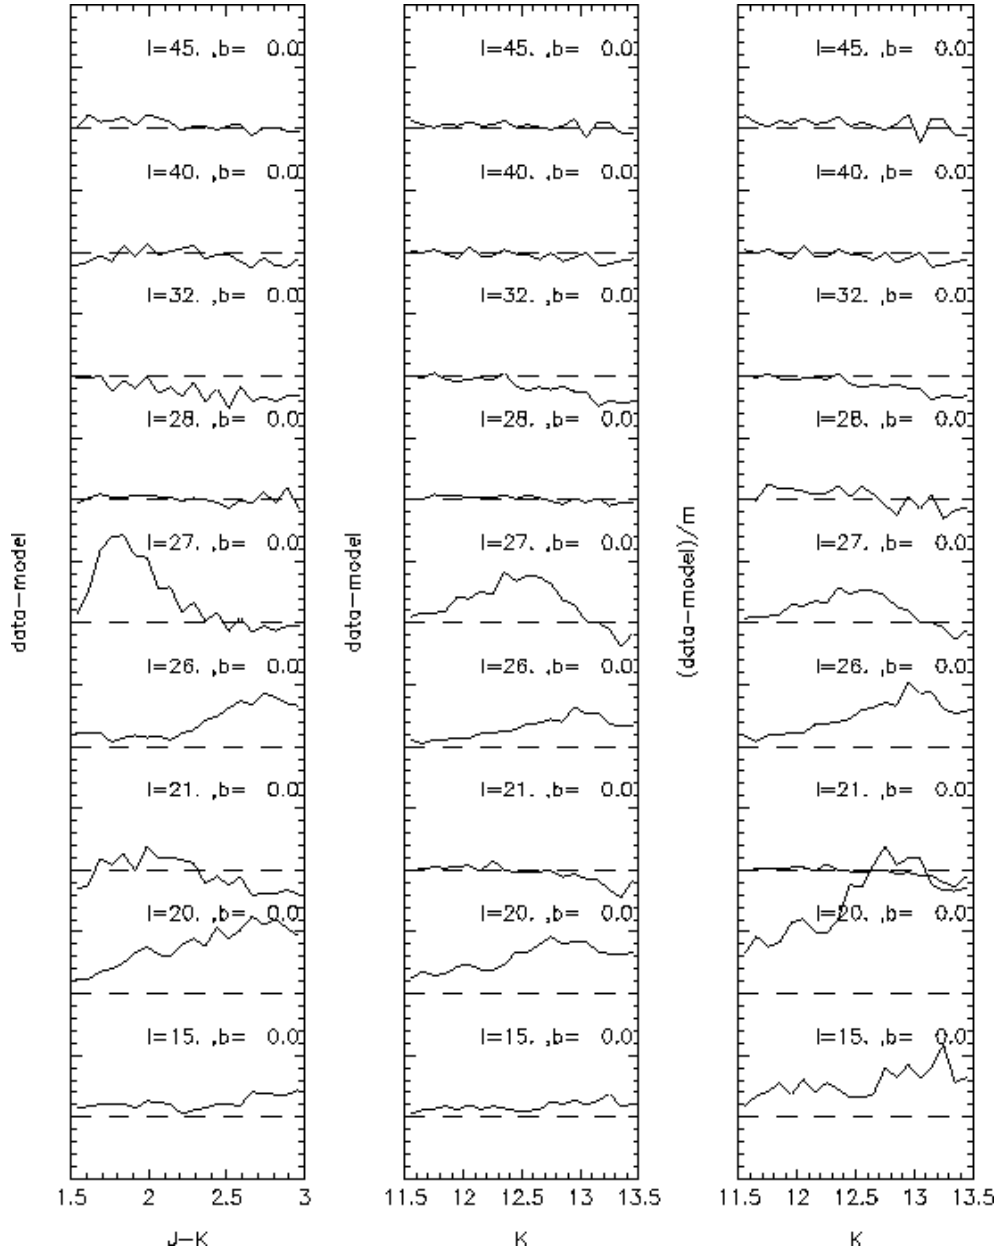 l=45. ,b= 0.0 l=45. ,b= 0.0 l=45. ,b= 0.0
l=40. ,b= 0.0 l=40. ,b= 0.0 l=40. ,b= 0.0
l=32. ,b= 0.0 l=32. ,b= 0.0 l=32. ,b= 0.0
l=28. ,b= 0.0 l=28. ,b= 0.0 l=28. ,b= 0.0
l=27. ,b= 0.0 l=27. ,b= 0.0 l=27. ,b= 0.0
data-model data-model (data-model)/m
l=26. ,b= 0.0 l=26. ,b= 0.0 l=26. ,b= 0.0
l=21. ,b= 0.0 l=21. ,b= 0.0 l=21. ,b= 0.0
l=20. ,b= 0.0 l=20. ,b= 0.0 l=20. ,b= 0.0
l=15. ,b= 0.0 l=15. ,b= 0.0 l=15. ,b= 0.0
1.5 2 2.5 3 11.5 12 12.5 13 13.5 11.5 12 12.5 13 13.5
J-K K K